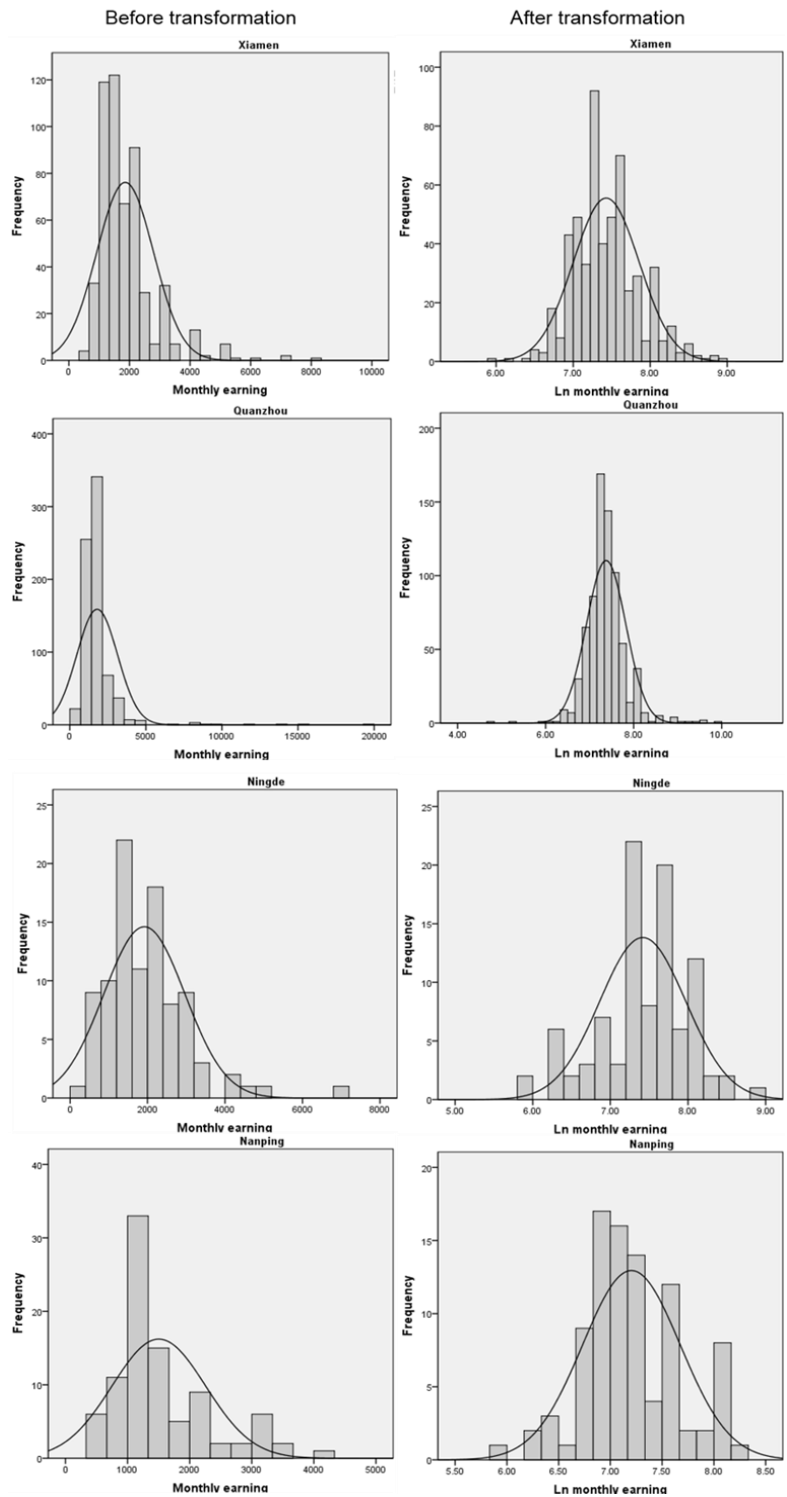 Before transformation
After transformation
Xiamen
Frequency
120
100
80
60
40
20
0
0 2000 4000 6000 8000 10000
Monthly earning
Xiamen
Frequency
100
80
60
40
20
0
6.00 7.00 8.00 9.00
Ln monthly earning
Quanzhou
Frequency
400
300
200
100
0
0 5000 10000 15000 20000
Monthly earning
Quanzhou
Frequency
200
150
100
50
0
4.00 6.00 8.00 10.00
Ln monthly earning
Ningde
Frequency
25
20
15
10
5
0
0 2000 4000 6000 8000
Monthly earning
Ningde
Frequency
25
20
15
10
5
0
5.00 6.00 7.00 8.00 9.00
Ln monthly earning
Nanping
Frequency
40
30
20
10
0
0 1000 2000 3000 4000 5000
Monthly earning
Nanping
Frequency
20
15
10
5
0
5.50 6.00 6.50 7.00 7.50 8.00 8.50
Ln monthly earning